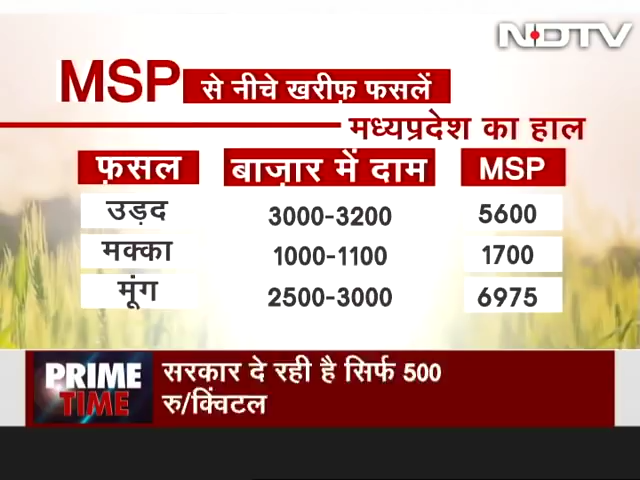 NDTV
MSP से नीचे खरीफ़ फसलें
मध्यप्रदेश का हाल
फ़सल बाज़ार में दाम MSP
उड़द 3000-3200 5600
मक्का 1000-1100 1700
मूंग 2500-3000 6975
PRIME TIME
सरकार दे रही है सिर्फ 500
रु/क्विंटल